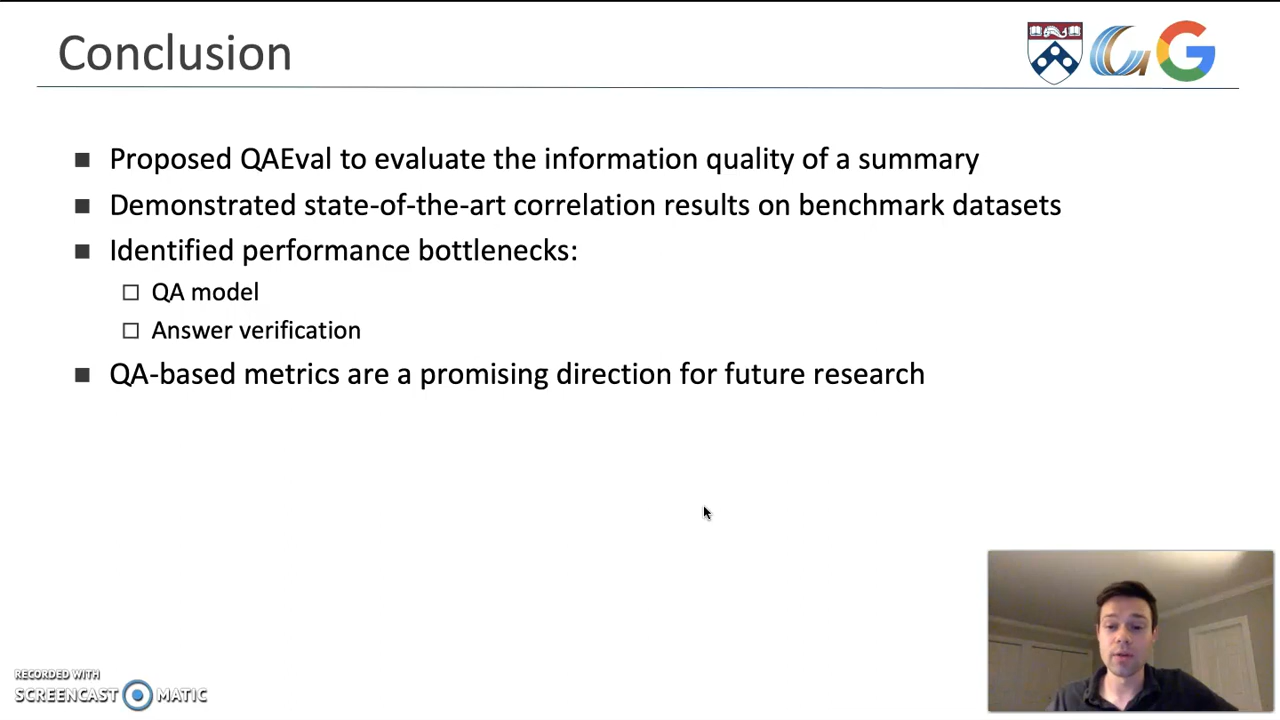 Conclusion
Proposed QAEval to evaluate the information quality of a summary
Demonstrated state-of-the-art correlation results on benchmark datasets
Identified performance bottlenecks:
QA model
Answer verification
QA-based metrics are a promising direction for future research
RECORDED WITH
SCREENCAST MATIC